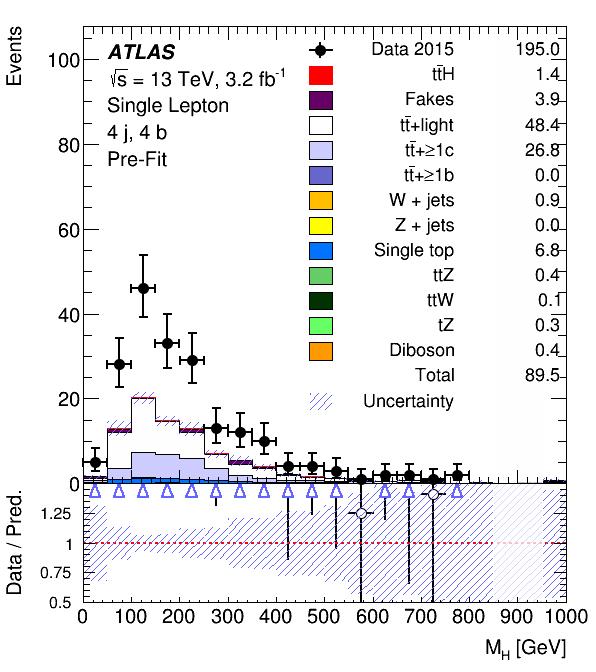 Events
100
80
60
40
20
0
ATLAS
√s = 13 TeV, 3.2 fb⁻¹
Single Lepton
4 j, 4 b
Pre-Fit
Data 2015 195.0
tt̄H 1.4
Fakes 3.9
tt̄+light 48.4
tt̄+≥1c 26.8
tt̄+≥1b 0.0
W + jets 0.9
Z + jets 0.0
Single top 6.8
ttZ 0.4
ttW 0.1
tZ 0.3
Diboson 0.4
Total 89.5
Uncertainty
Data / Pred.
1.25
1
0.75
0.5
0 100 200 300 400 500 600 700 800 900 1000
M_H [GeV]